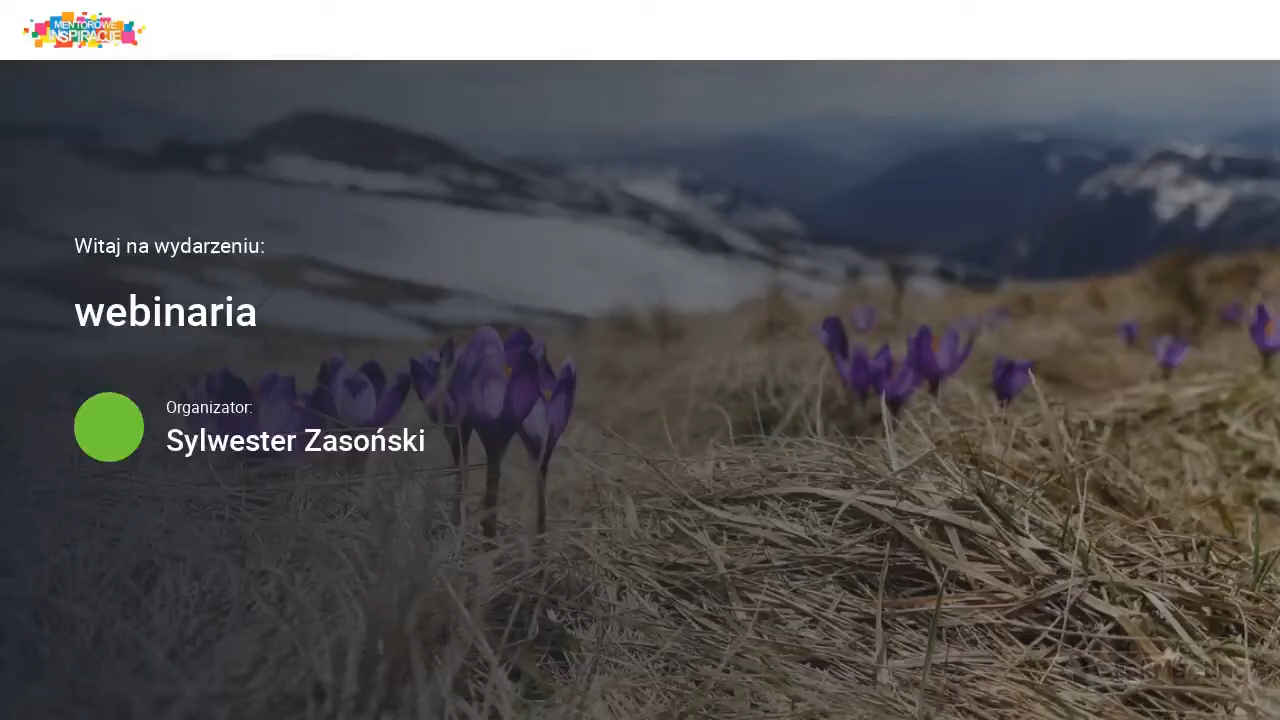 MENTOROWE
INSPIRACJE
Witaj na wydarzeniu:
webinaria
Organizator:
Sylwester Zasoński